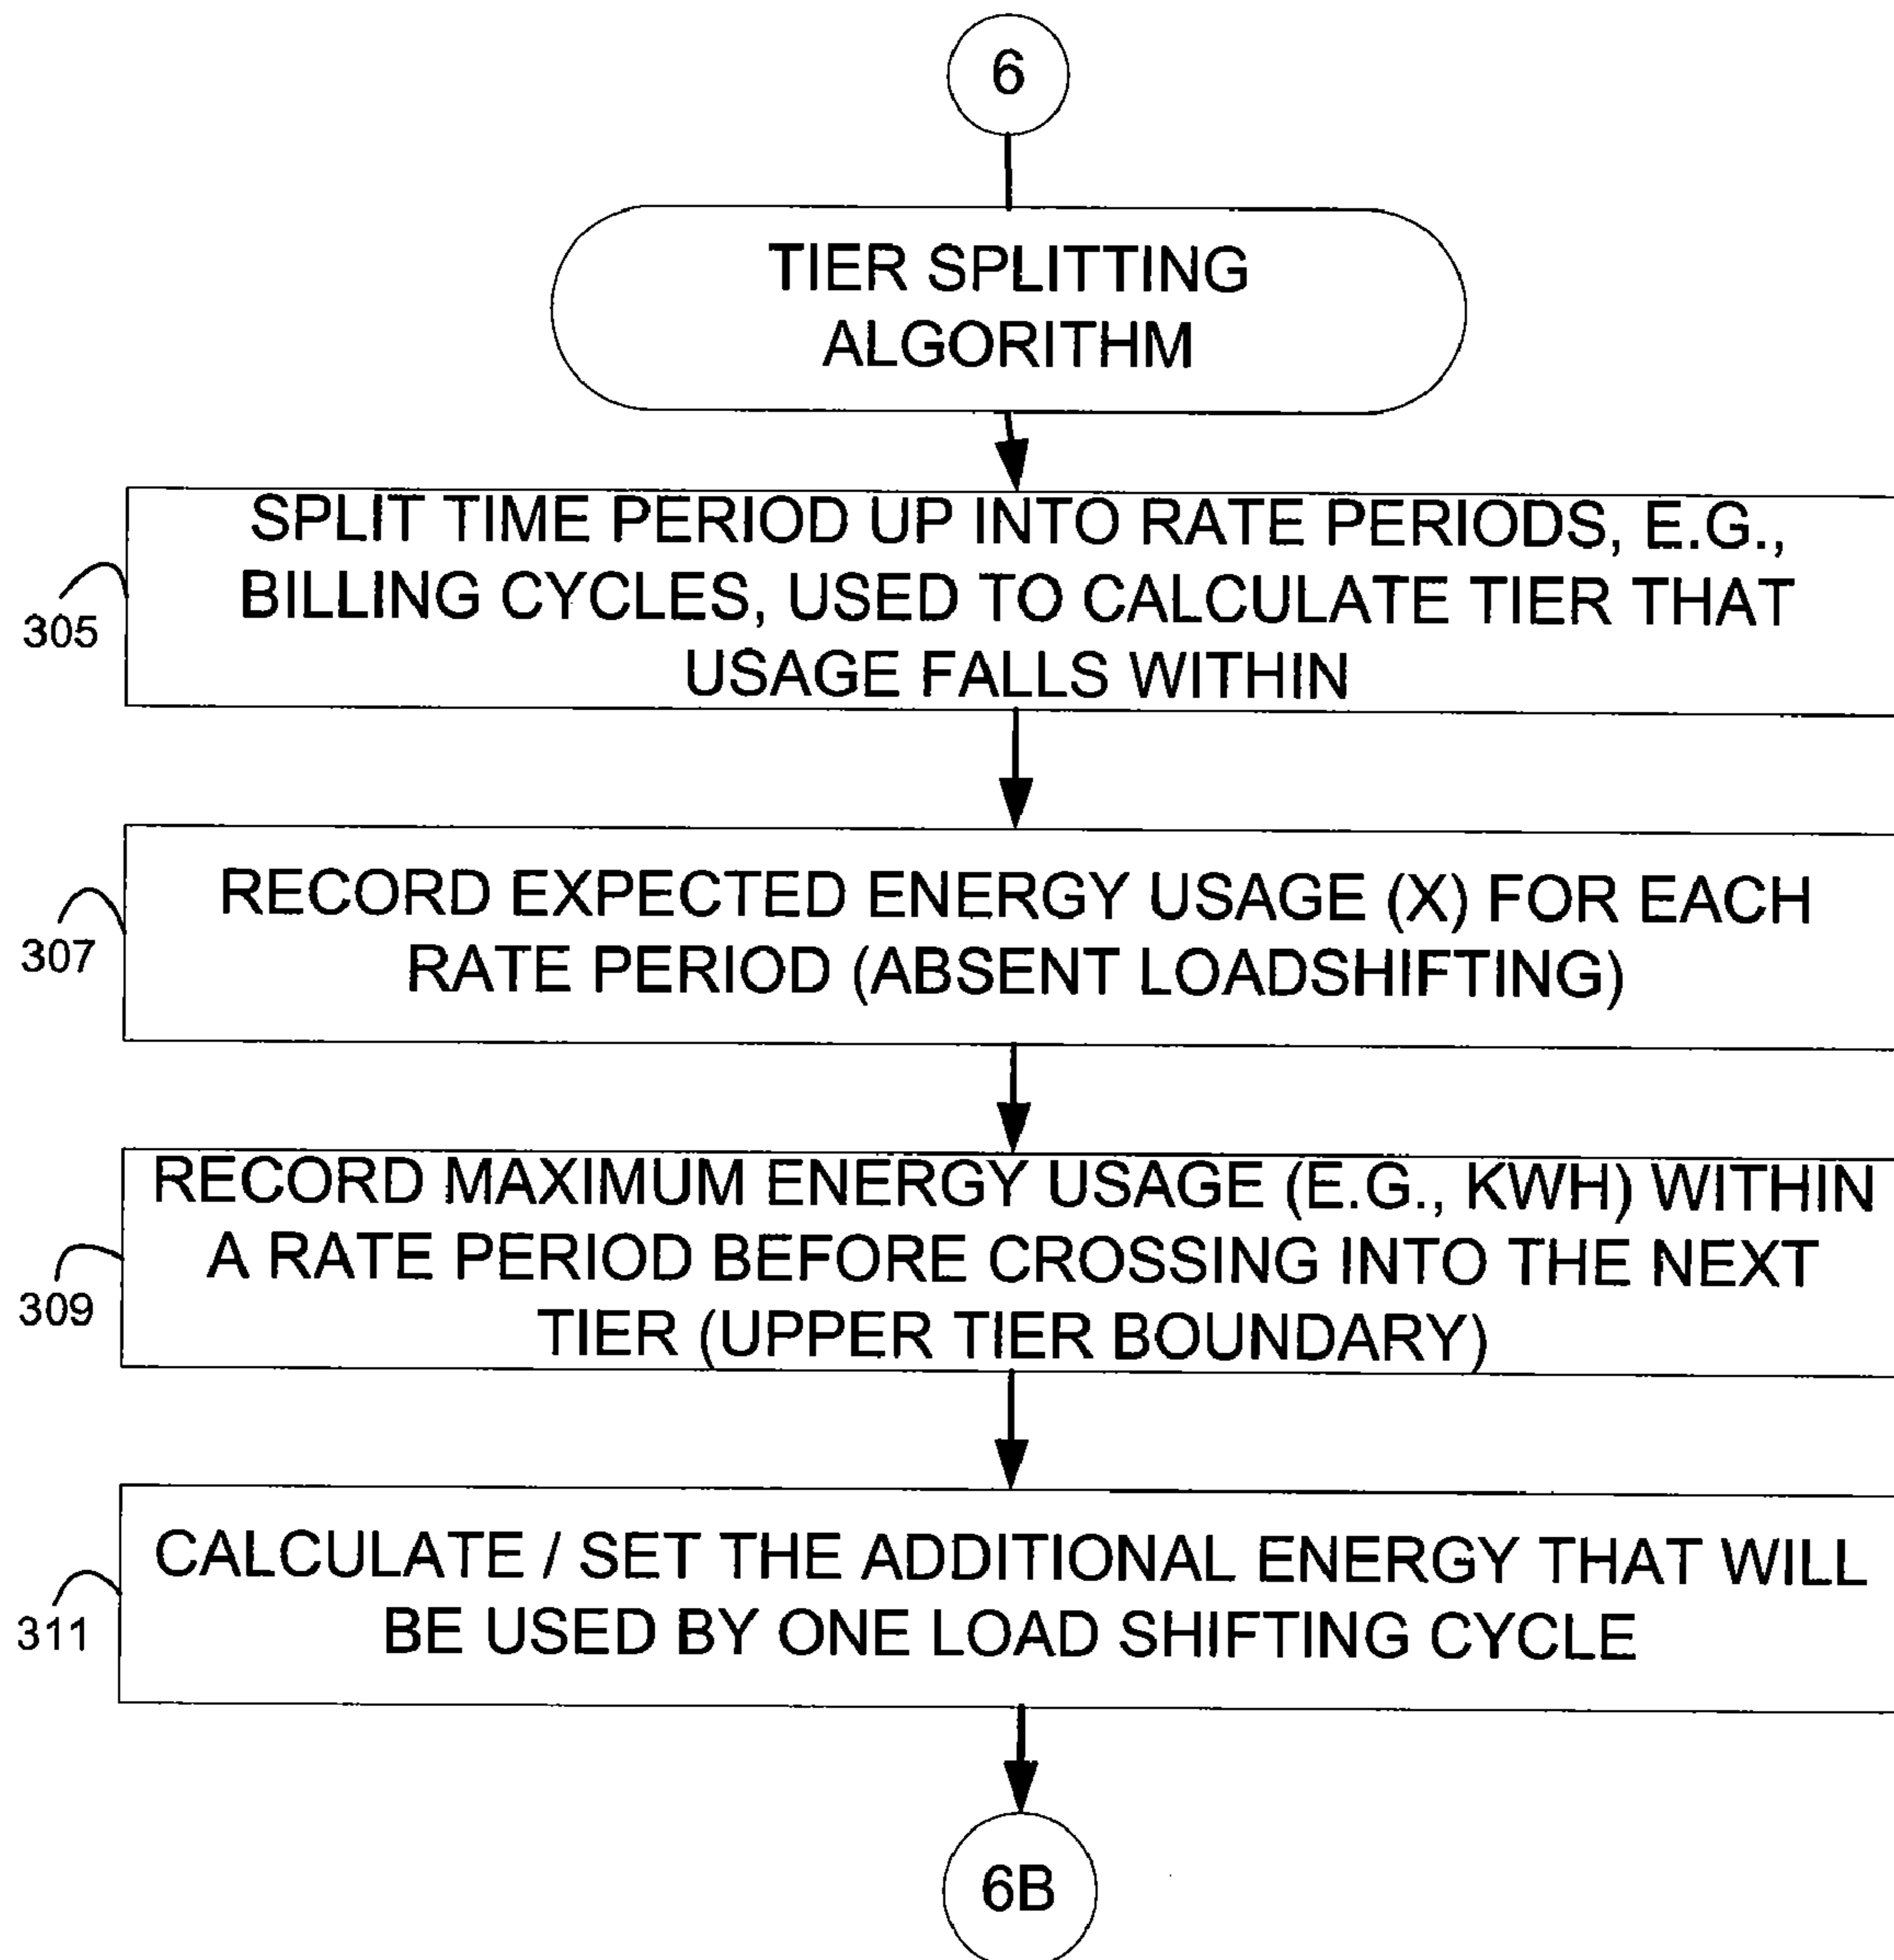 6
TIER SPLITTING
ALGORITHM
SPLIT TIME PERIOD UP INTO RATE PERIODS, E.G.,
BILLING CYCLES, USED TO CALCULATE TIER THAT
USAGE FALLS WITHIN
305
RECORD EXPECTED ENERGY USAGE (X) FOR EACH
RATE PERIOD (ABSENT LOADSHIFTING)
307
RECORD MAXIMUM ENERGY USAGE (E.G., KWH) WITHIN
A RATE PERIOD BEFORE CROSSING INTO THE NEXT
TIER (UPPER TIER BOUNDARY)
309
CALCULATE / SET THE ADDITIONAL ENERGY THAT WILL
BE USED BY ONE LOAD SHIFTING CYCLE
311
6B